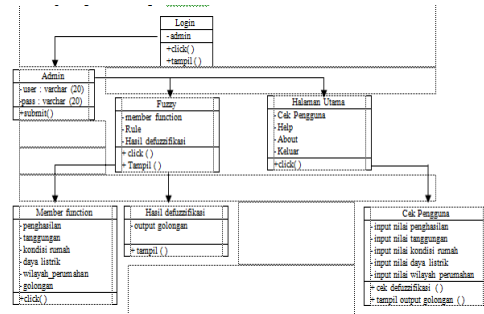 Login
- admin
+click()
+tampil ()
Admin
-user : varchar (20)
-pass : varchar (20)
+submit()
Fuzzy
-member function
-Rule
- Hasil defuzzifikasi
+ click ( )
+ Tampil ( )
Halaman Utama
- Cek Pengguna
- Help
- About
- Keluar
+click()
Member function
- penghasilan
- tanggungan
- kondisi rumah
- daya listrik
- wilayah_perumahan
- golongan
+click()
Hasil defuzzifikasi
- output golongan
+ tampil ( )
Cek Pengguna
- input nilai penghasilan
- input nilai tanggungan
- input nilai kondisi rumah
- input nilai daya listrik
- input nilai wilayah perumahan
+ cek defuzzifikasi ( )
+ tampil output golongan ( )